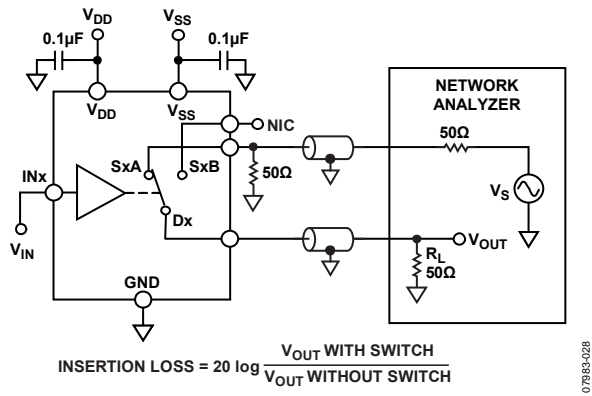 VDD
VSS
0.1µF
0.1µF
VDD
VSS
NIC
NETWORK
ANALYZER
SxA
SxB
50Ω
50Ω
INx
VS
Dx
VOUT
VIN
RL
50Ω
GND
INSERTION LOSS = 20 log VOUT WITH SWITCH
VOUT WITHOUT SWITCH
07983-028